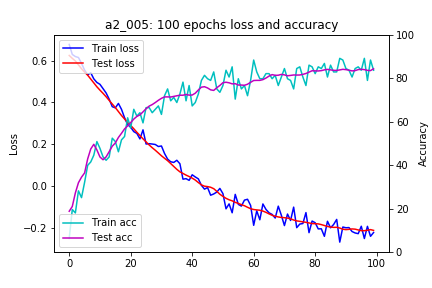 a2_005: 100 epochs loss and accuracy
Train loss
Test loss
Train acc
Test acc
Loss
0.6
0.4
0.2
0.0
−0.2
Accuracy
100
80
60
40
20
0
0
20
40
60
80
100